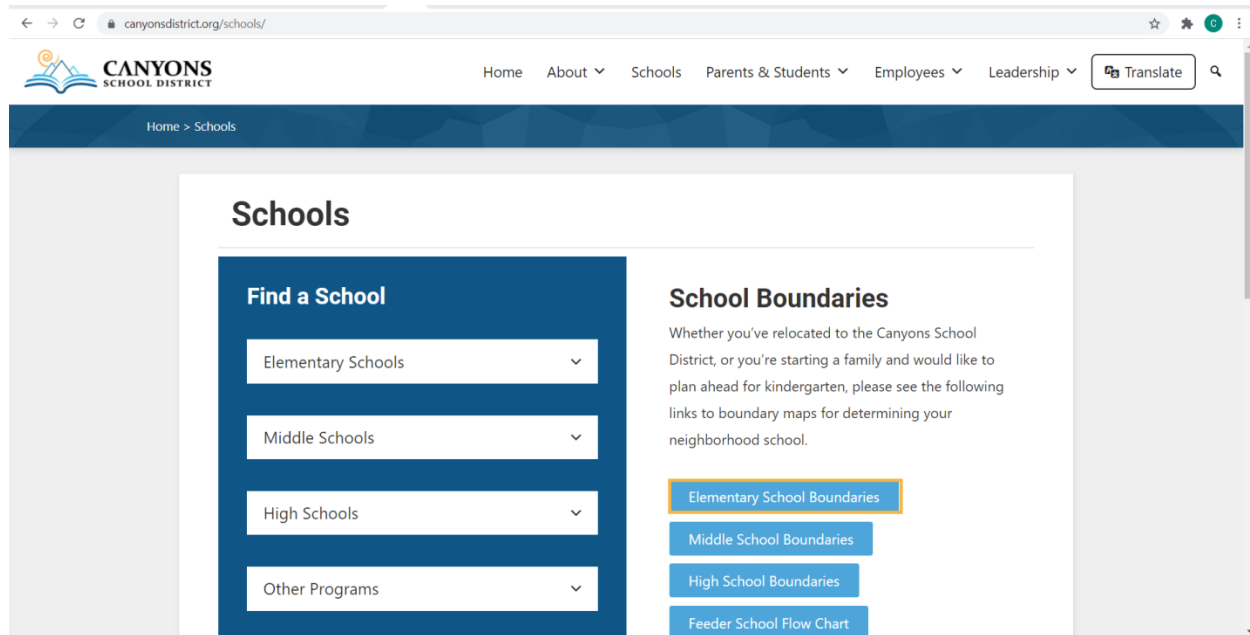 canyonsdistrict.org/schools/
C
CANYONS
SCHOOL DISTRICT
Home About Schools Parents & Students Employees Leadership Translate
Home > Schools
Schools
Find a School
Elementary Schools
Middle Schools
High Schools
Other Programs
School Boundaries
Whether you've relocated to the Canyons School
District, or you're starting a family and would like to
plan ahead for kindergarten, please see the following
links to boundary maps for determining your
neighborhood school.
Elementary School Boundaries
Middle School Boundaries
High School Boundaries
Feeder School Flow Chart